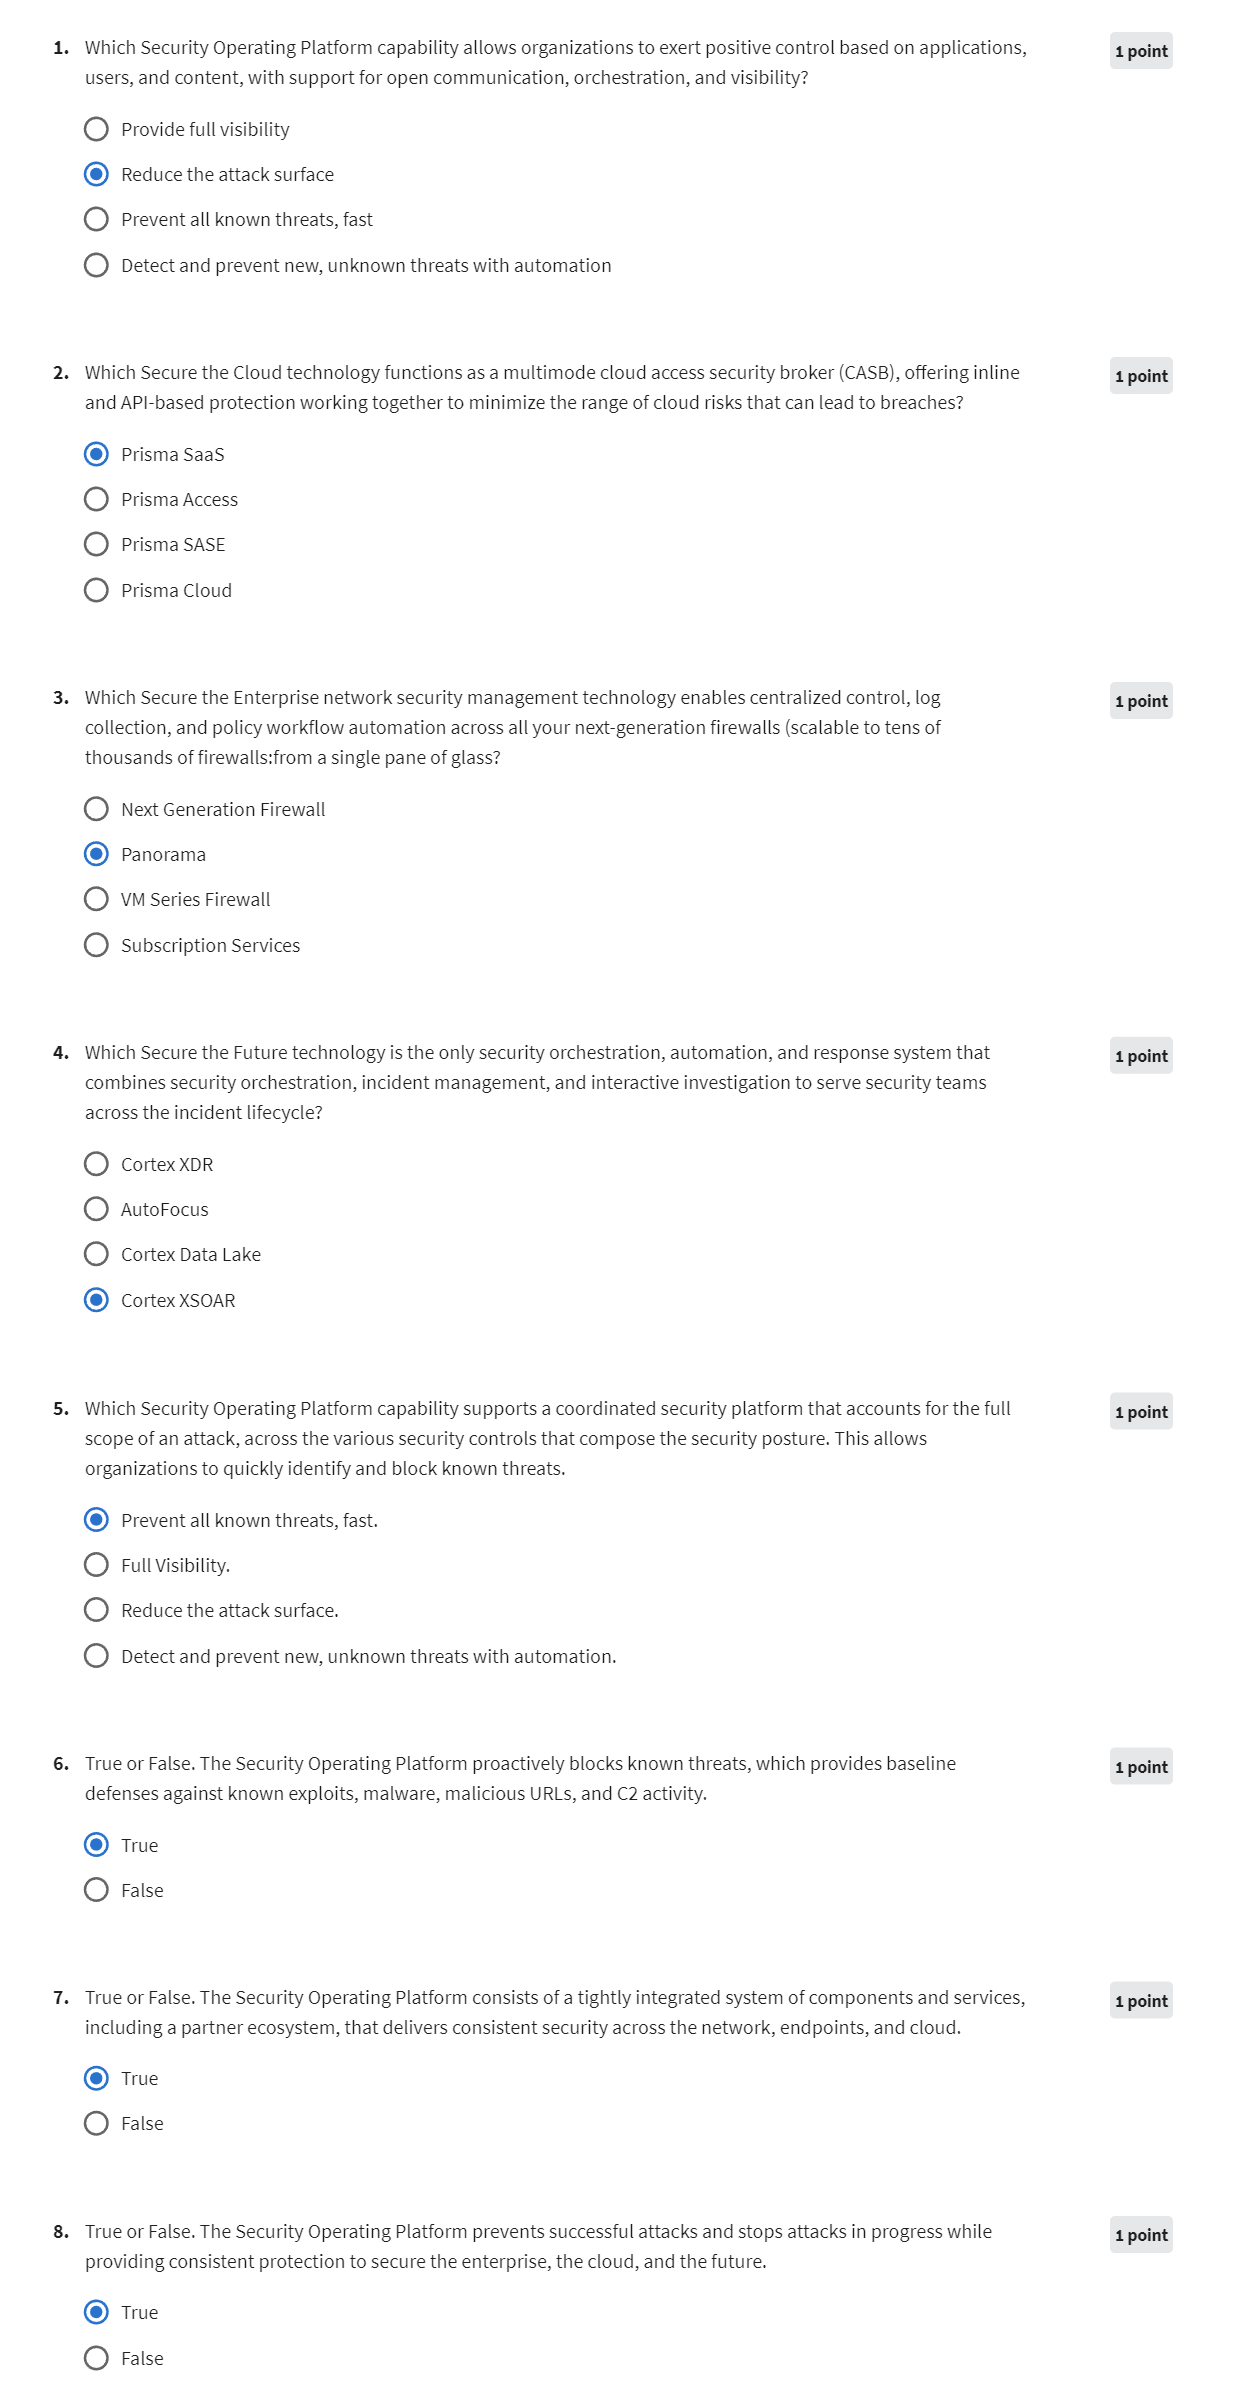 1. Which Security Operating Platform capability allows organizations to exert positive control based on applications,
users, and content, with support for open communication, orchestration, and visibility?
1 point
Provide full visibility
Reduce the attack surface
Prevent all known threats, fast
Detect and prevent new, unknown threats with automation
2. Which Secure the Cloud technology functions as a multimode cloud access security broker (CASB), offering inline
and API-based protection working together to minimize the range of cloud risks that can lead to breaches?
1 point
Prisma SaaS
Prisma Access
Prisma SASE
Prisma Cloud
3. Which Secure the Enterprise network security management technology enables centralized control, log
collection, and policy workflow automation across all your next-generation firewalls (scalable to tens of
thousands of firewalls:from a single pane of glass?
1 point
Next Generation Firewall
Panorama
VM Series Firewall
Subscription Services
4. Which Secure the Future technology is the only security orchestration, automation, and response system that
combines security orchestration, incident management, and interactive investigation to serve security teams
across the incident lifecycle?
1 point
Cortex XDR
AutoFocus
Cortex Data Lake
Cortex XSOAR
5. Which Security Operating Platform capability supports a coordinated security platform that accounts for the full
scope of an attack, across the various security controls that compose the security posture. This allows
organizations to quickly identify and block known threats.
1 point
Prevent all known threats, fast.
Full Visibility.
Reduce the attack surface.
Detect and prevent new, unknown threats with automation.
6. True or False. The Security Operating Platform proactively blocks known threats, which provides baseline
defenses against known exploits, malware, malicious URLs, and C2 activity.
1 point
True
False
7. True or False. The Security Operating Platform consists of a tightly integrated system of components and services,
including a partner ecosystem, that delivers consistent security across the network, endpoints, and cloud.
1 point
True
False
8. True or False. The Security Operating Platform prevents successful attacks and stops attacks in progress while
providing consistent protection to secure the enterprise, the cloud, and the future.
1 point
True
False